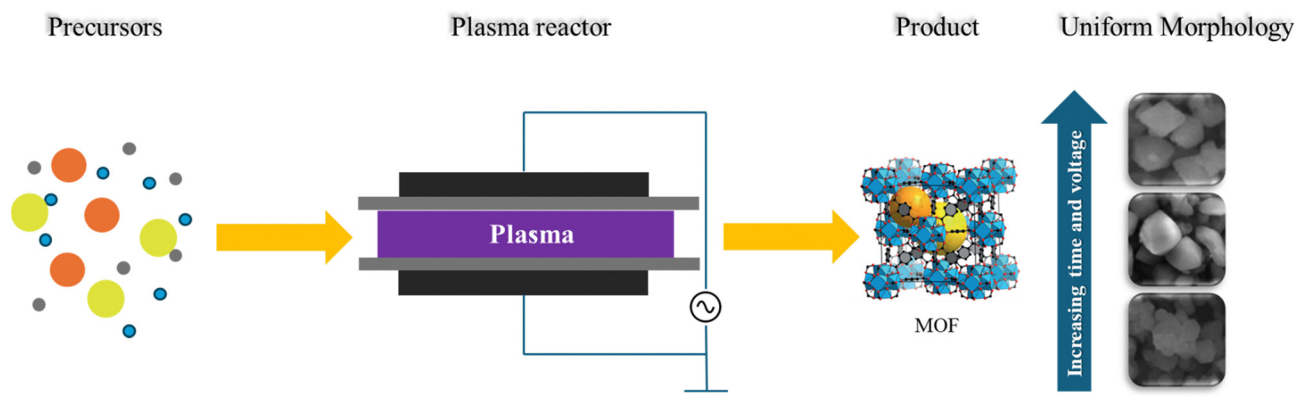 Precursors
Plasma reactor
Product
Uniform Morphology
Plasma
MOF
Increasing time and voltage